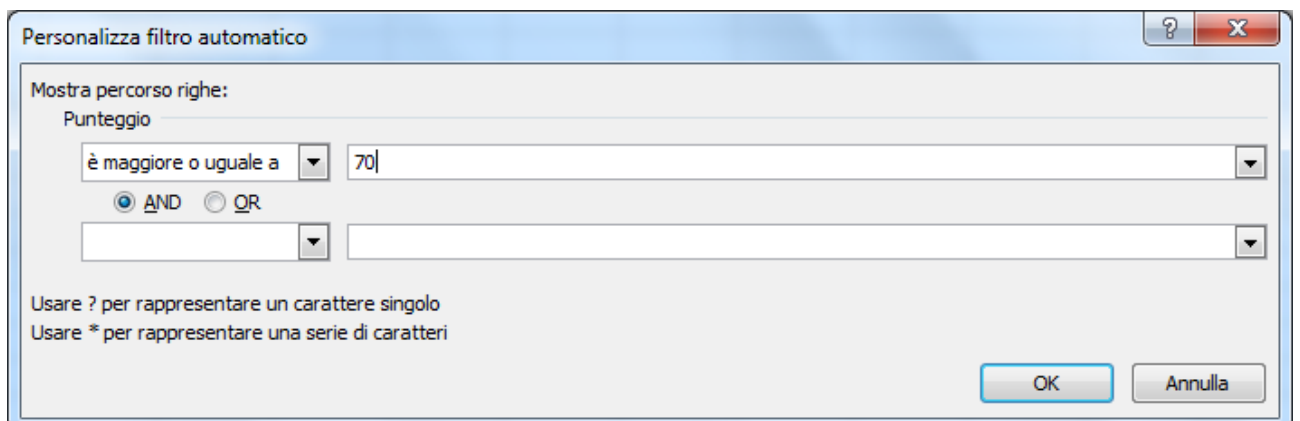 Personalizza filtro automatico
Mostra percorso righe:
Punteggio
è maggiore o uguale a 70
AND OR
Usare ? per rappresentare un carattere singolo
Usare * per rappresentare una serie di caratteri
OK Annulla